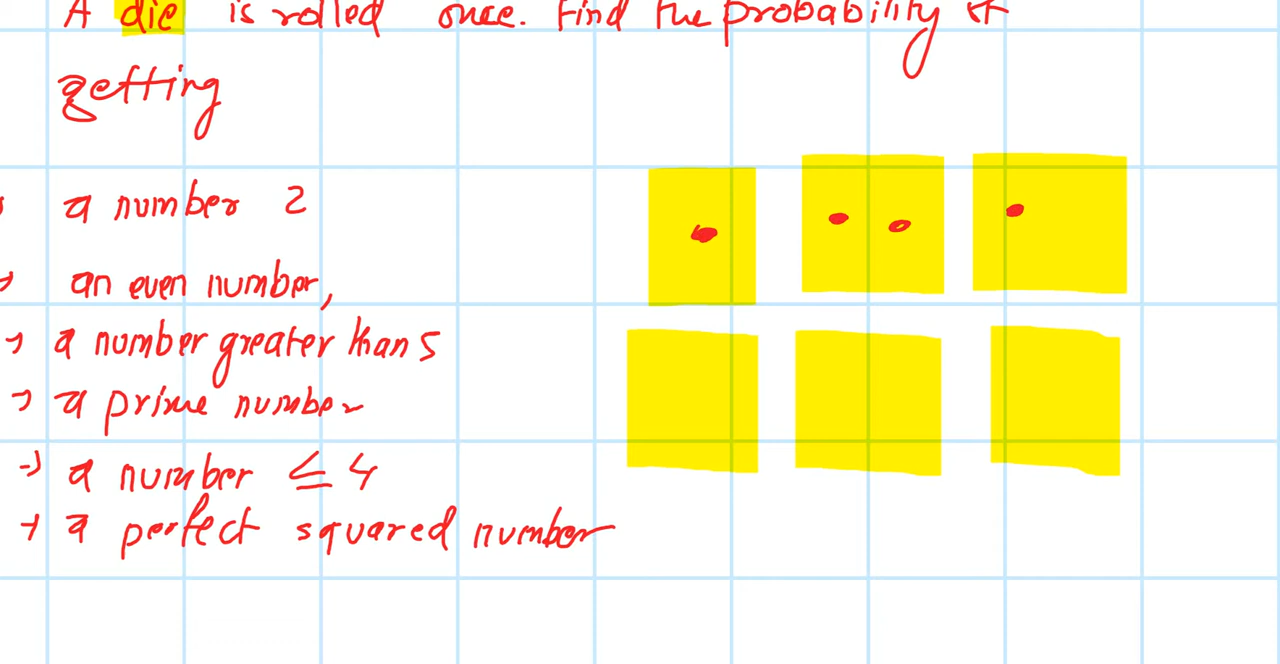 A die is rolled once. Find the probability of
getting
a number 2
an even number,
→ a number greater than 5
→ a prime number
→ a number ≤ 4
→ a perfect squared number